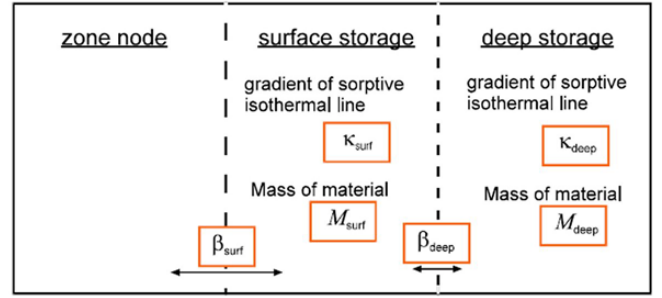 zone node
surface storage
deep storage
gradient of sorptive
isothermal line
gradient of sorptive
isothermal line
κsurf
κdeep
Mass of material
Mass of material
Msurf
Mdeep
βsurf
βdeep